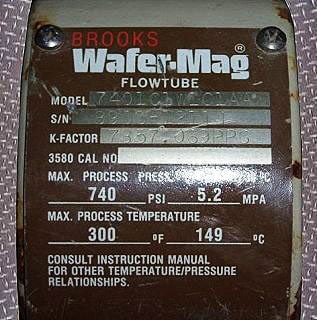 BROOKS
Wafer-Mag®
FLOWTUBE
MODEL
S/N
K-FACTOR
3580 CAL NO
MAX. PROCESS PRESS.
740 PSI 5.2 MPA
MAX. PROCESS TEMPERATURE
300 °F 149 °C
CONSULT INSTRUCTION MANUAL
FOR OTHER TEMPERATURE/PRESSURE
RELATIONSHIPS.